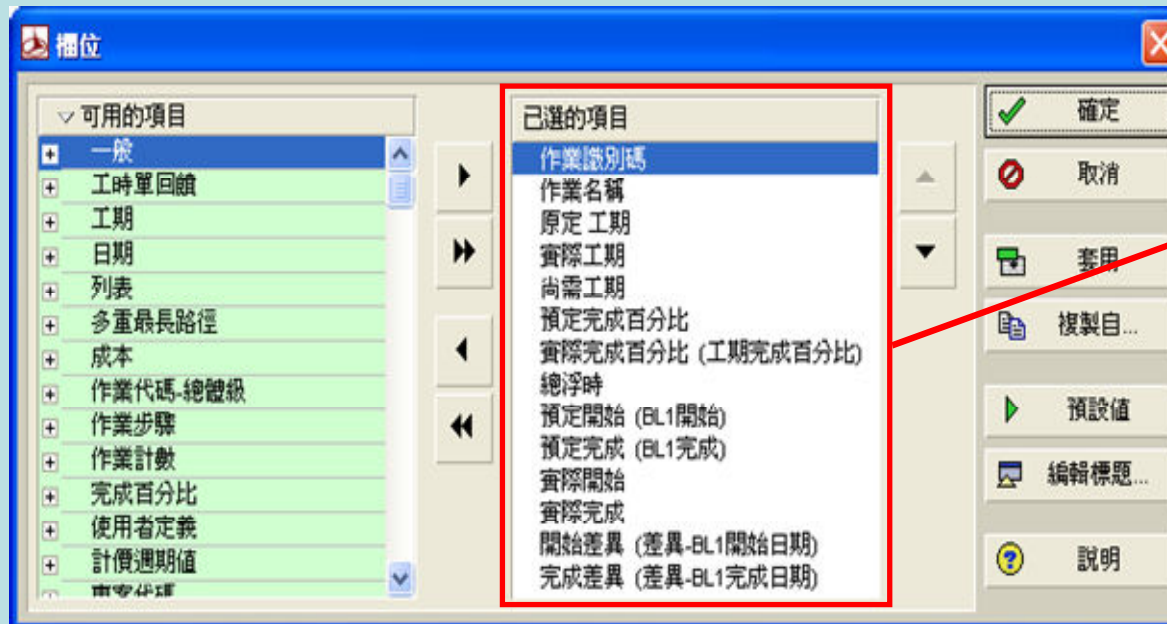 欄位
可用的項目
一般
工時單回饋
工期
日期
列表
多重最長路徑
成本
作業代碼-總體級
作業步驟
作業計數
完成百分比
使用者定義
計價週期值
專案代碼
已選的項目
作業識別碼
作業名稱
原定 工期
實際工期
尚需工期
預定完成百分比
實際完成百分比 (工期完成百分比)
總浮時
預定開始 (BL1開始)
預定完成 (BL1完成)
實際開始
實際完成
開始差異 (差異-BL1開始日期)
完成差異 (差異-BL1完成日期)
確定
取消
套用
複製自...
預設值
編輯標題...
說明